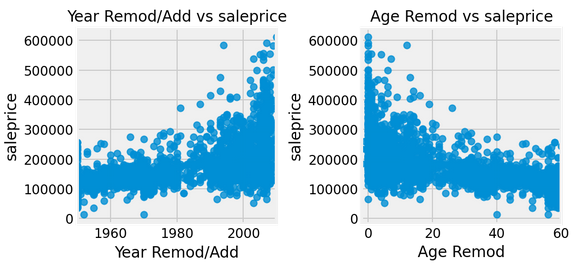 Year Remod/Add vs saleprice
600000
500000
400000
300000
200000
100000
0
saleprice
1960 1980 2000
Year Remod/Add
Age Remod vs saleprice
600000
500000
400000
300000
200000
100000
0
saleprice
0 20 40 60
Age Remod